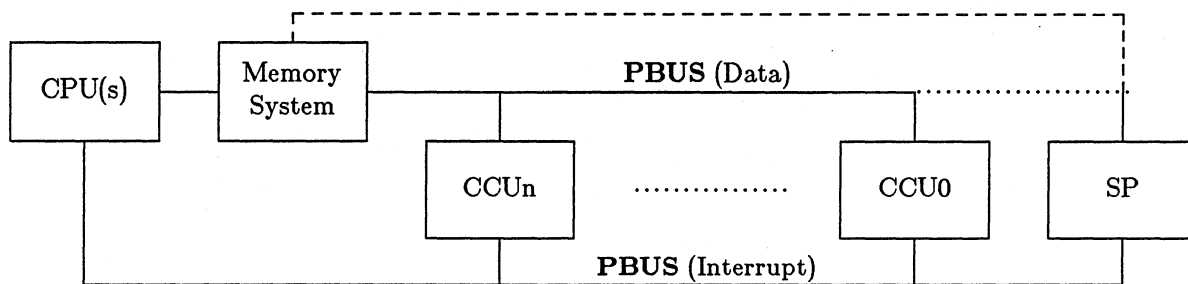 CPU(s)
Memory
System
PBUS (Data)
CCUn
CCU0
SP
PBUS (Interrupt)